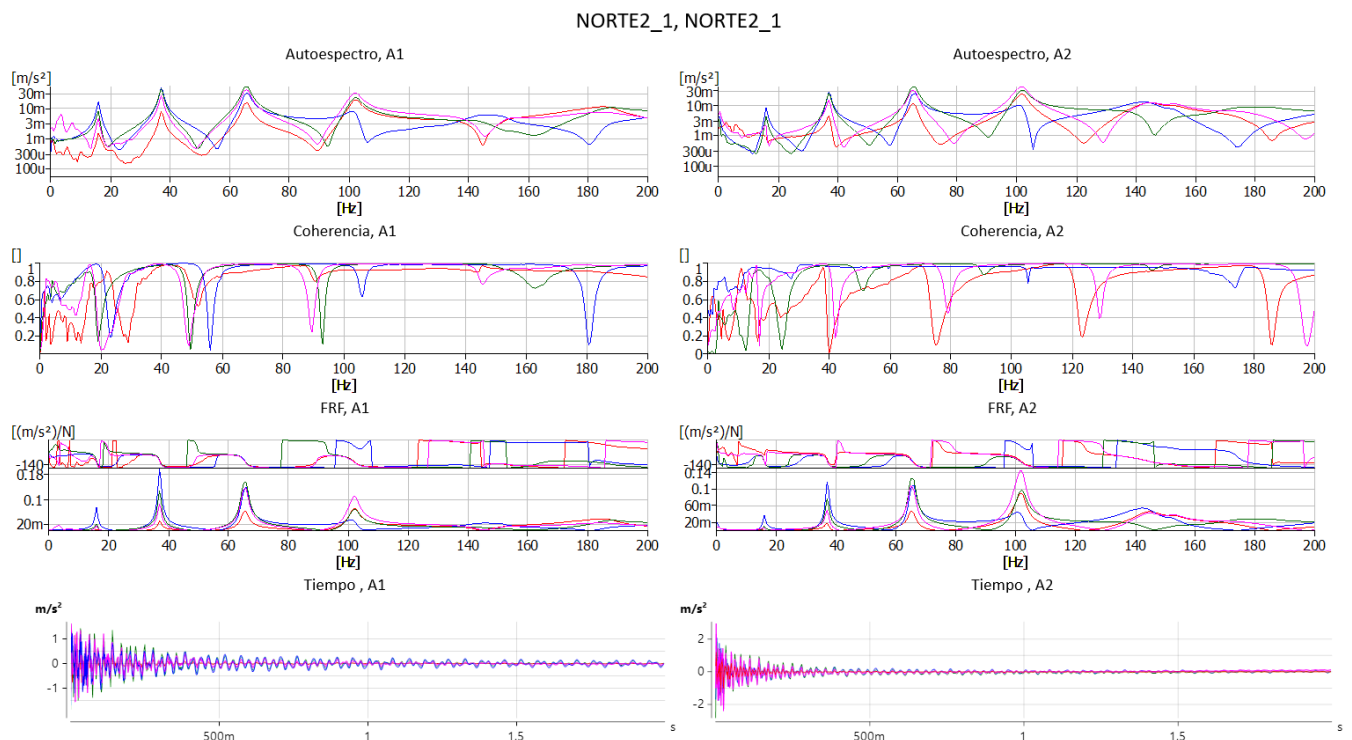 NORTE2_1, NORTE2_1
Autoespectro, A1
[m/s²]
30m
10m
3m
1m
300u
100u
0 20 40 60 80 100 120 140 160 180 200
[Hz]
Autoespectro, A2
[m/s²]
30m
10m
3m
1m
300u
100u
0 20 40 60 80 100 120 140 160 180 200
[Hz]
Coherencia, A1
[]
1
0.8
0.6
0.4
0.2
0 20 40 60 80 100 120 140 160 180 200
[Hz]
Coherencia, A2
[]
1
0.8
0.6
0.4
0.2
0
0 20 40 60 80 100 120 140 160 180 200
[Hz]
FRF, A1
[(m/s²)/N]
-140
0.18
0.1
20m
0 20 40 60 80 100 120 140 160 180 200
[Hz]
FRF, A2
[(m/s²)/N]
-140
0.14
0.1
60m
20m
0 20 40 60 80 100 120 140 160 180 200
[Hz]
Tiempo , A1
m/s²
1
0
-1
500m 1 1.5 s
Tiempo , A2
m/s²
2
0
-2
500m 1 1.5 s